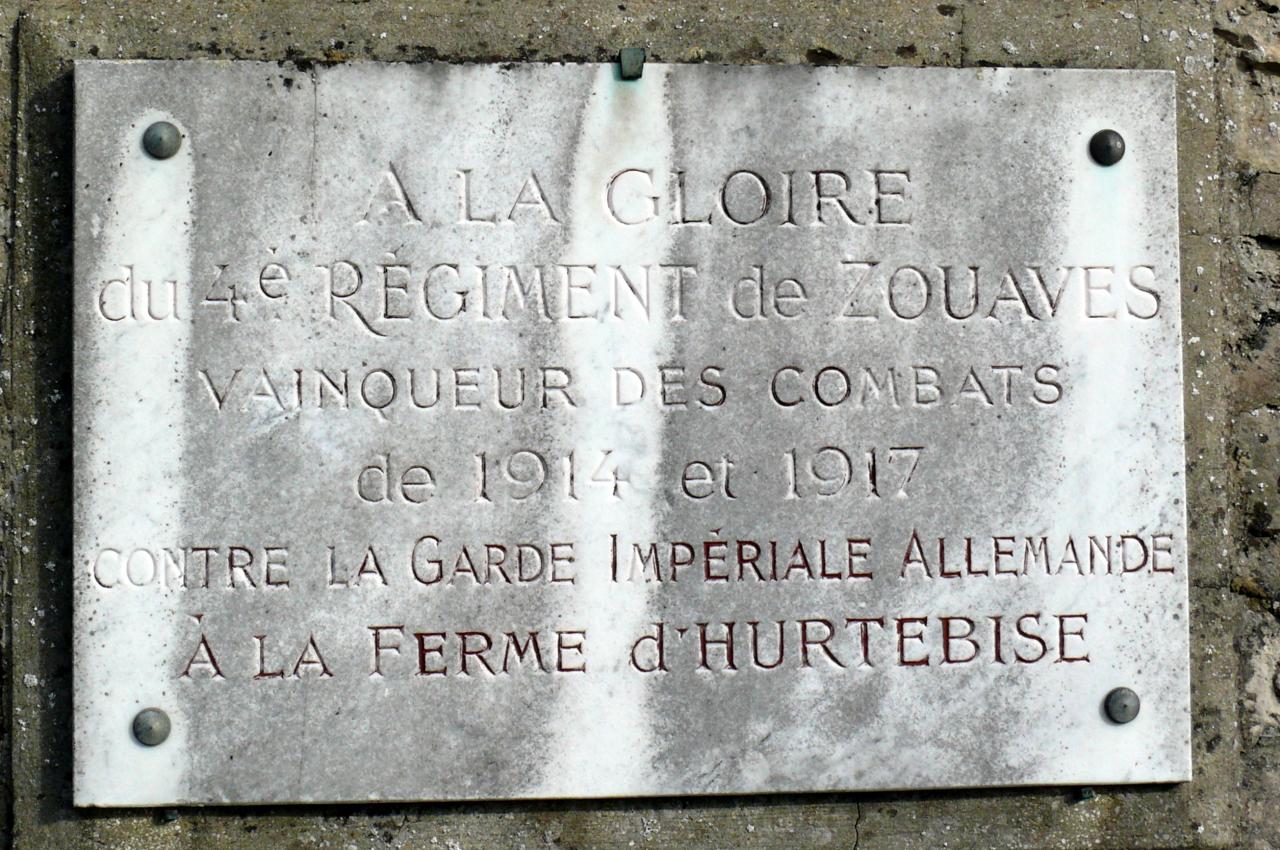 A LA GLOIRE
du 4è RÉGIMENT de ZOUAVES
VAINQUEUR DES COMBATS
de 1914 et 1917
CONTRE LA GARDE IMPÉRIALE ALLEMANDE
À LA FERME d'HURTEBISE